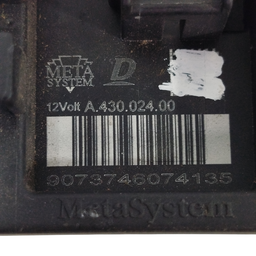 META
SYSTEM
D
12Volt A.430.024.00
9073746074135
MetaSystem